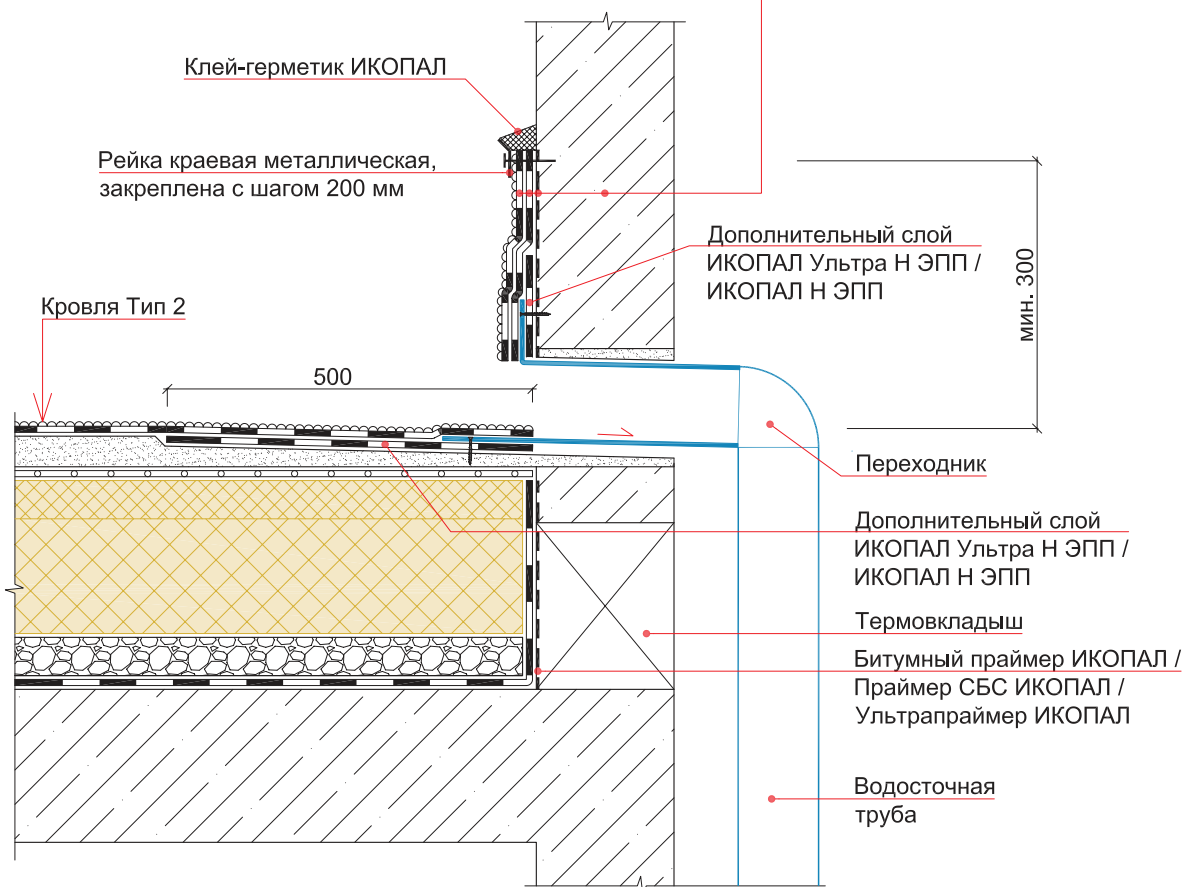 Клей-герметик ИКОПАЛ
Рейка краевая металлическая,
закреплена с шагом 200 мм
Дополнительный слой
ИКОПАЛ Ультра Н ЭПП /
ИКОПАЛ Н ЭПП
мин. 300
Кровля Тип 2
500
Переходник
Дополнительный слой
ИКОПАЛ Ультра Н ЭПП /
ИКОПАЛ Н ЭПП
Термовкладыш
Битумный праймер ИКОПАЛ /
Праймер СБС ИКОПАЛ /
Ультрапраймер ИКОПАЛ
Водосточная
труба